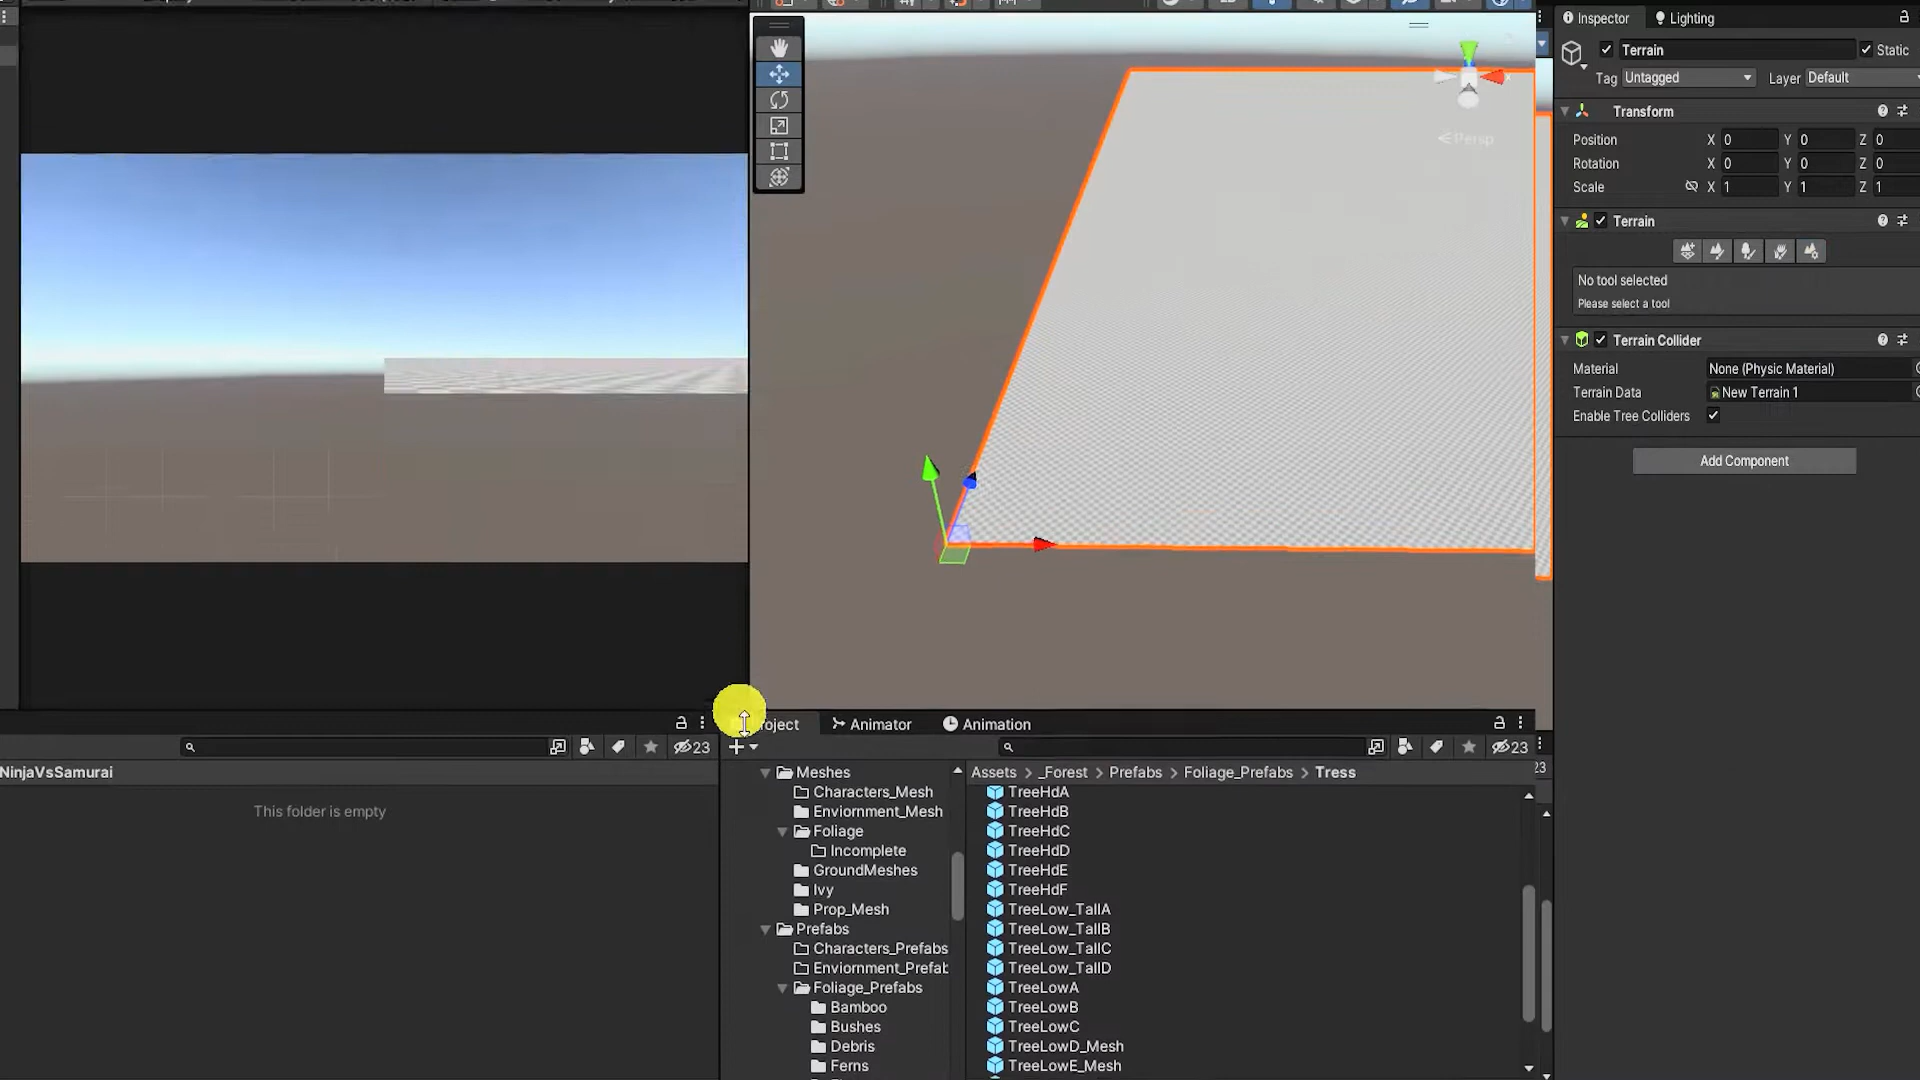 Inspector
Lighting
Terrain
Static
Tag Untagged
Layer Default
Transform
Position X 0 Y 0 Z 0
Rotation X 0 Y 0 Z 0
Scale X 1 Y 1 Z 1
Terrain
No tool selected
Please select a tool
Terrain Collider
Material None (Physic Material)
Terrain Data New Terrain 1
Enable Tree Colliders
Add Component
Persp
oject
Animator
Animation
23
23
23
NinjaVsSamurai
This folder is empty
Meshes
Characters_Mesh
Enviornment_Mesh
Foliage
Incomplete
GroundMeshes
Ivy
Prop_Mesh
Prefabs
Characters_Prefabs
Enviornment_Prefab
Foliage_Prefabs
Bamboo
Bushes
Debris
Ferns
Assets > _Forest > Prefabs > Foliage_Prefabs > Tress
TreeHdA
TreeHdB
TreeHdC
TreeHdD
TreeHdE
TreeHdF
TreeLow_TallA
TreeLow_TallB
TreeLow_TallC
TreeLow_TallD
TreeLowA
TreeLowB
TreeLowC
TreeLowD_Mesh
TreeLowE_Mesh